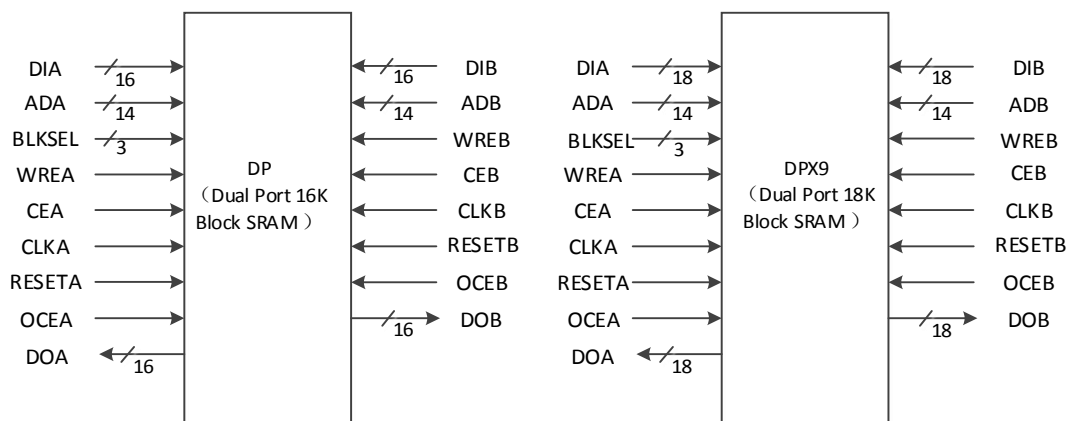 DIA
16
ADA
14
BLKSEL
3
WREA
CEA
CLKA
RESETA
OCEA
DOA
16
DP
（Dual Port 16K
Block SRAM）
16
DIB
14
ADB
WREB
CEB
CLKB
RESETB
OCEB
16
DOB
DIA
18
ADA
14
BLKSEL
3
WREA
CEA
CLKA
RESETA
OCEA
DOA
18
DPX9
（Dual Port 18K
Block SRAM）
18
DIB
14
ADB
WREB
CEB
CLKB
RESETB
OCEB
18
DOB